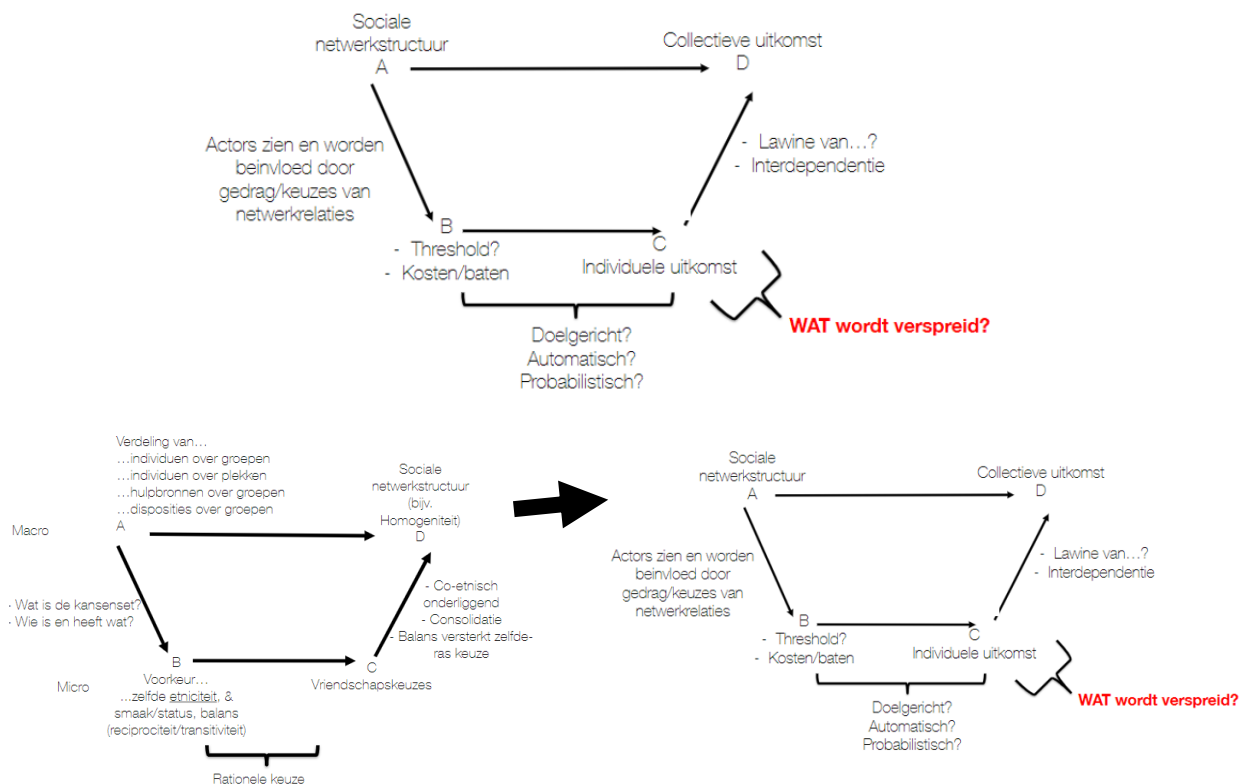 Sociale
netwerkstructuur
A
Collectieve uitkomst
D
Actors zien en worden
beinvloed door
gedrag/keuzes van
netwerkrelaties
- Lawine van...?
- Interdependentie
B
- Threshold?
- Kosten/baten
C
Individuele uitkomst
WAT wordt verspreid?
Doelgericht?
Automatisch?
Probabilistisch?
Verdeling van...
...individuen over groepen
...individuen over plekken
...hulpbronnen over groepen
...disposities over groepen
A
Macro
Sociale
netwerkstructuur
(bijv.
Homogeniteit)
D
- Wat is de kansenset?
- Wie is en heeft wat?
- Co-etnisch
onderliggend
- Consolidatie
- Balans versterkt zelfde-
ras keuze
Micro
B
Voorkeur...
...zelfde etniciteit, &
smaak/status, balans
(reciprociteit/transitiviteit)
C
Vriendschapskeuzes
Rationele keuze
Sociale
netwerkstructuur
A
Collectieve uitkomst
D
Actors zien en worden
beinvloed door
gedrag/keuzes van
netwerkrelaties
- Lawine van...?
- Interdependentie
B
- Threshold?
- Kosten/baten
C
Individuele uitkomst
WAT wordt verspreid?
Doelgericht?
Automatisch?
Probabilistisch?